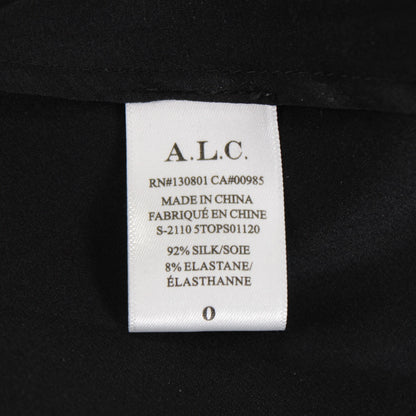 A.L.C.
RN#130801 CA#00985
MADE IN CHINA
FABRIQUÉ EN CHINE
S-2110 5TOPS01120
92% SILK/SOIE
8% ELASTANE/
ÉLASTHANNE
0